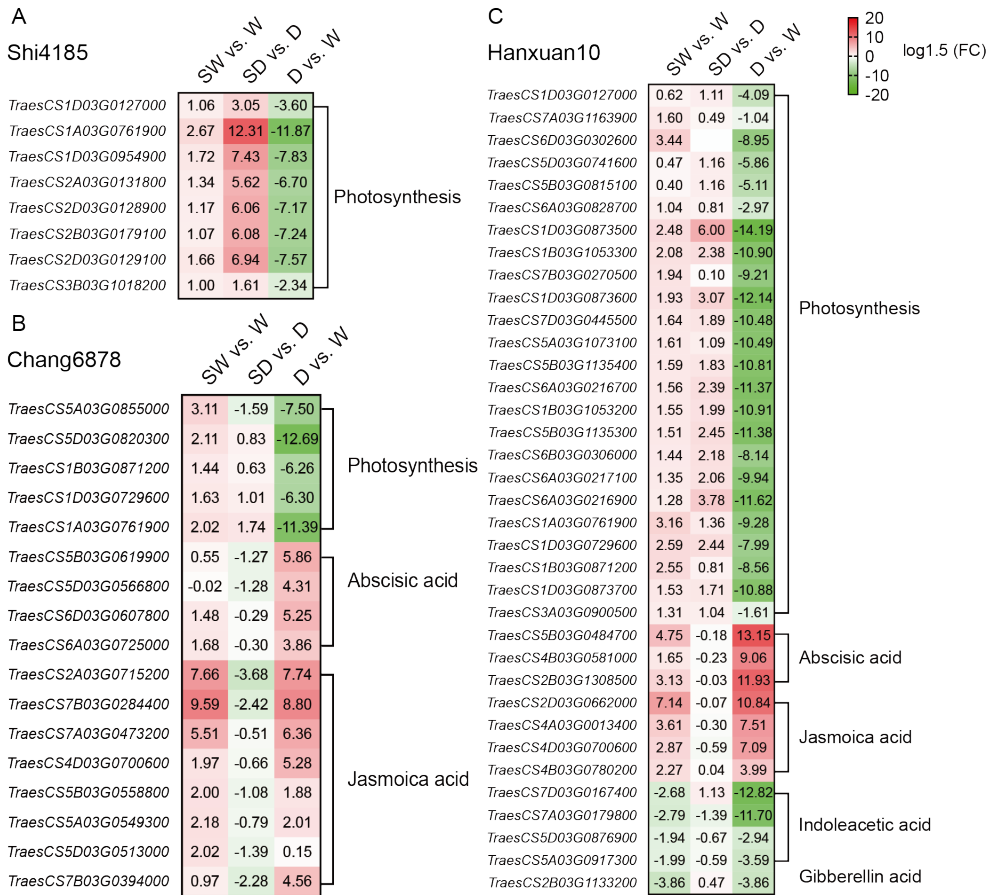 A
Shi4185
SW vs. W
SD vs. D
D vs. W
TraesCS1D03G0127000 1.06 3.05 -3.60
TraesCS1A03G0761900 2.67 12.31 -11.87
TraesCS1D03G0954900 1.72 7.43 -7.83
TraesCS2A03G0131800 1.34 5.62 -6.70
TraesCS2D03G0128900 1.17 6.06 -7.17
TraesCS2B03G0179100 1.07 6.08 -7.24
TraesCS2D03G0129100 1.66 6.94 -7.57
TraesCS3B03G1018200 1.00 1.61 -2.34
Photosynthesis
B
Chang6878
SW vs. W
SD vs. D
D vs. W
TraesCS5A03G0855000 3.11 -1.59 -7.50
TraesCS5D03G0820300 2.11 0.83 -12.69
TraesCS1B03G0871200 1.44 0.63 -6.26
TraesCS1D03G0729600 1.63 1.01 -6.30
TraesCS1A03G0761900 2.02 1.74 -11.39
Photosynthesis
TraesCS5B03G0619900 0.55 -1.27 5.86
TraesCS5D03G0566800 -0.02 -1.28 4.31
TraesCS6D03G0607800 1.48 -0.29 5.25
TraesCS6A03G0725000 1.68 -0.30 3.86
Abscisic acid
TraesCS2A03G0715200 7.66 -3.68 7.74
TraesCS7B03G0284400 9.59 -2.42 8.80
TraesCS7A03G0473200 5.51 -0.51 6.36
TraesCS4D03G0700600 1.97 -0.66 5.28
TraesCS5B03G0558800 2.00 -1.08 1.88
TraesCS5A03G0549300 2.18 -0.79 2.01
TraesCS5D03G0513000 2.02 -1.39 0.15
TraesCS7B03G0394000 0.97 -2.28 4.56
Jasmoica acid
C
Hanxuan10
SW vs. W
SD vs. D
D vs. W
20
10
0
-10
-20
log1.5 (FC)
TraesCS1D03G0127000 0.62 1.11 -4.09
TraesCS7A03G1163900 1.60 0.49 -1.04
TraesCS6D03G0302600 3.44 -8.95
TraesCS5D03G0741600 0.47 1.16 -5.86
TraesCS5B03G0815100 0.40 1.16 -5.11
TraesCS6A03G0828700 1.04 0.81 -2.97
TraesCS1D03G0873500 2.48 6.00 -14.19
TraesCS1B03G1053300 2.08 2.38 -10.90
TraesCS7B03G0270500 1.94 0.10 -9.21
TraesCS1D03G0873600 1.93 3.07 -12.14
TraesCS7D03G0445500 1.64 1.89 -10.48
TraesCS5A03G1073100 1.61 1.09 -10.49
TraesCS5B03G1135400 1.59 1.83 -10.81
TraesCS6A03G0216700 1.56 2.39 -11.37
TraesCS1B03G1053200 1.55 1.99 -10.91
TraesCS5B03G1135300 1.51 2.45 -11.38
TraesCS6B03G0306000 1.44 2.18 -8.14
TraesCS6A03G0217100 1.35 2.06 -9.94
TraesCS6A03G0216900 1.28 3.78 -11.62
TraesCS1A03G0761900 3.16 1.36 -9.28
TraesCS1D03G0729600 2.59 2.44 -7.99
TraesCS1B03G0871200 2.55 0.81 -8.56
TraesCS1D03G0873700 1.53 1.71 -10.88
TraesCS3A03G0900500 1.31 1.04 -1.61
Photosynthesis
TraesCS5B03G0484700 4.75 -0.18 13.15
TraesCS4B03G0581000 1.65 -0.23 9.06
TraesCS2B03G1308500 3.13 -0.03 11.93
Abscisic acid
TraesCS2D03G0662000 7.14 -0.07 10.84
TraesCS4A03G0013400 3.61 -0.30 7.51
TraesCS4D03G0700600 2.87 -0.59 7.09
TraesCS4B03G0780200 2.27 0.04 3.99
Jasmoica acid
TraesCS7D03G0167400 -2.68 1.13 -12.82
TraesCS7A03G0179800 -2.79 -1.39 -11.70
TraesCS5D03G0876900 -1.94 -0.67 -2.94
TraesCS5A03G0917300 -1.99 -0.59 -3.59
Indoleacetic acid
TraesCS2B03G1133200 -3.86 0.47 -3.86
Gibberellin acid